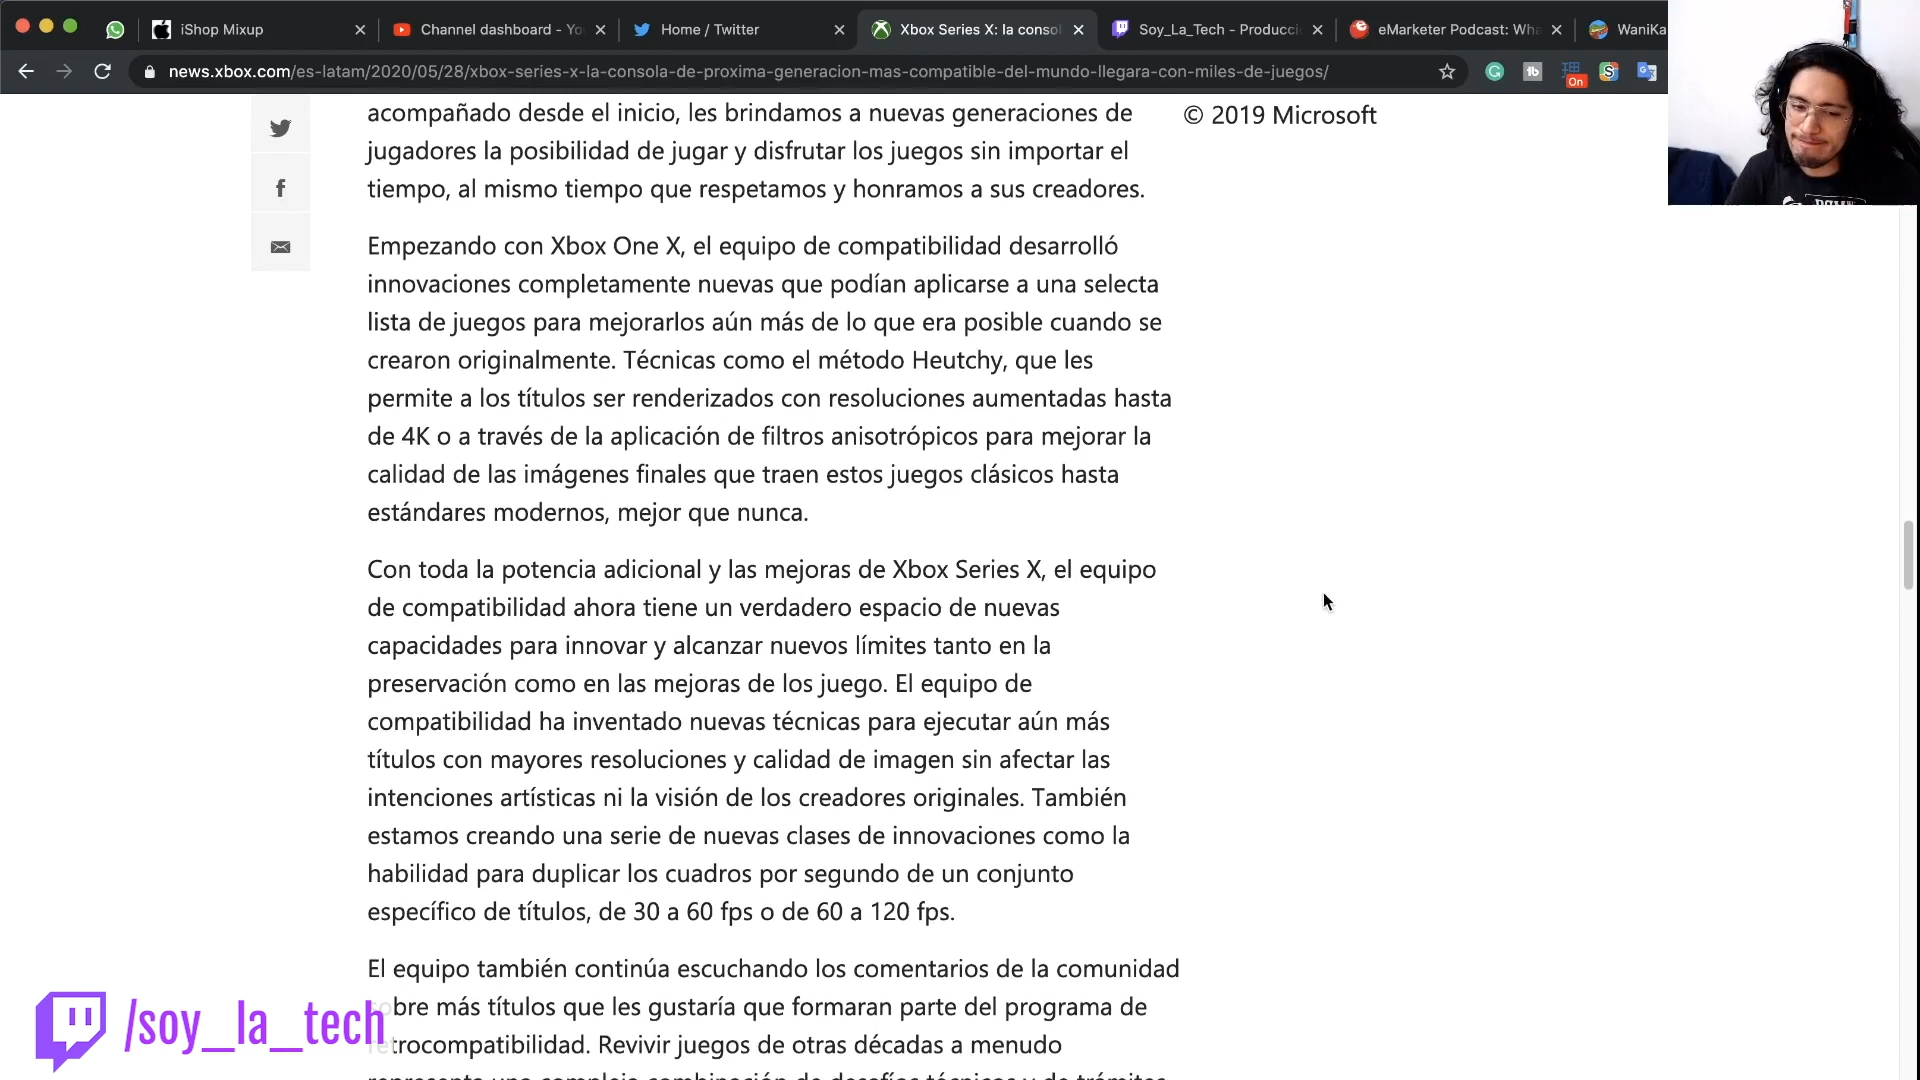 iShop Mixup
Channel dashboard - Yo
Home / Twitter
Xbox Series X: la consol
Soy_La_Tech - Producci
eMarketer Podcast: Wha
WaniKa
news.xbox.com/es-latam/2020/05/28/xbox-series-x-la-consola-de-proxima-generacion-mas-compatible-del-mundo-llegara-con-miles-de-juegos/
On
acompañado desde el inicio, les brindamos a nuevas generaciones de
jugadores la posibilidad de jugar y disfrutar los juegos sin importar el
tiempo, al mismo tiempo que respetamos y honramos a sus creadores.
© 2019 Microsoft
Empezando con Xbox One X, el equipo de compatibilidad desarrolló
innovaciones completamente nuevas que podían aplicarse a una selecta
lista de juegos para mejorarlos aún más de lo que era posible cuando se
crearon originalmente. Técnicas como el método Heutchy, que les
permite a los títulos ser renderizados con resoluciones aumentadas hasta
de 4K o a través de la aplicación de filtros anisotrópicos para mejorar la
calidad de las imágenes finales que traen estos juegos clásicos hasta
estándares modernos, mejor que nunca.
Con toda la potencia adicional y las mejoras de Xbox Series X, el equipo
de compatibilidad ahora tiene un verdadero espacio de nuevas
capacidades para innovar y alcanzar nuevos límites tanto en la
preservación como en las mejoras de los juego. El equipo de
compatibilidad ha inventado nuevas técnicas para ejecutar aún más
títulos con mayores resoluciones y calidad de imagen sin afectar las
intenciones artísticas ni la visión de los creadores originales. También
estamos creando una serie de nuevas clases de innovaciones como la
habilidad para duplicar los cuadros por segundo de un conjunto
específico de títulos, de 30 a 60 fps o de 60 a 120 fps.
El equipo también continúa escuchando los comentarios de la comunidad
obre más títulos que les gustaría que formaran parte del programa de
etrocompatibilidad. Revivir juegos de otras décadas a menudo
representa una compleja combinación de desafíos técnicos y de trámites
/soy_la_tech